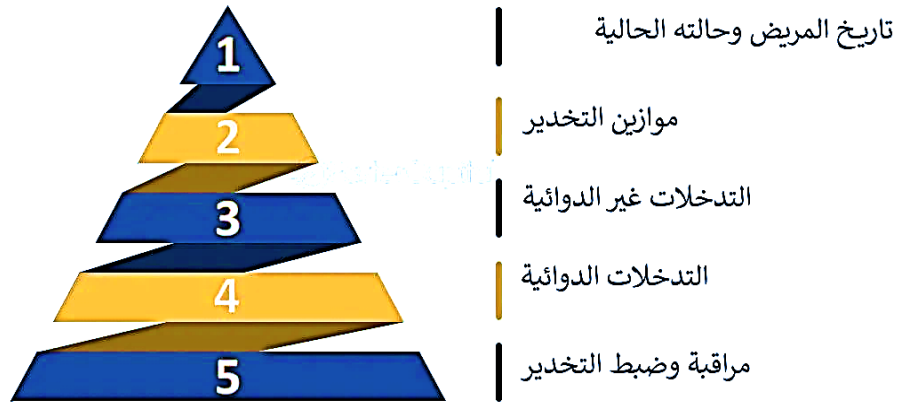 1
تاريخ المريض وحالته الحالية
2
موازين التخدير
3
التدخلات غير الدوائية
4
التدخلات الدوائية
5
مراقبة وضبط التخدير